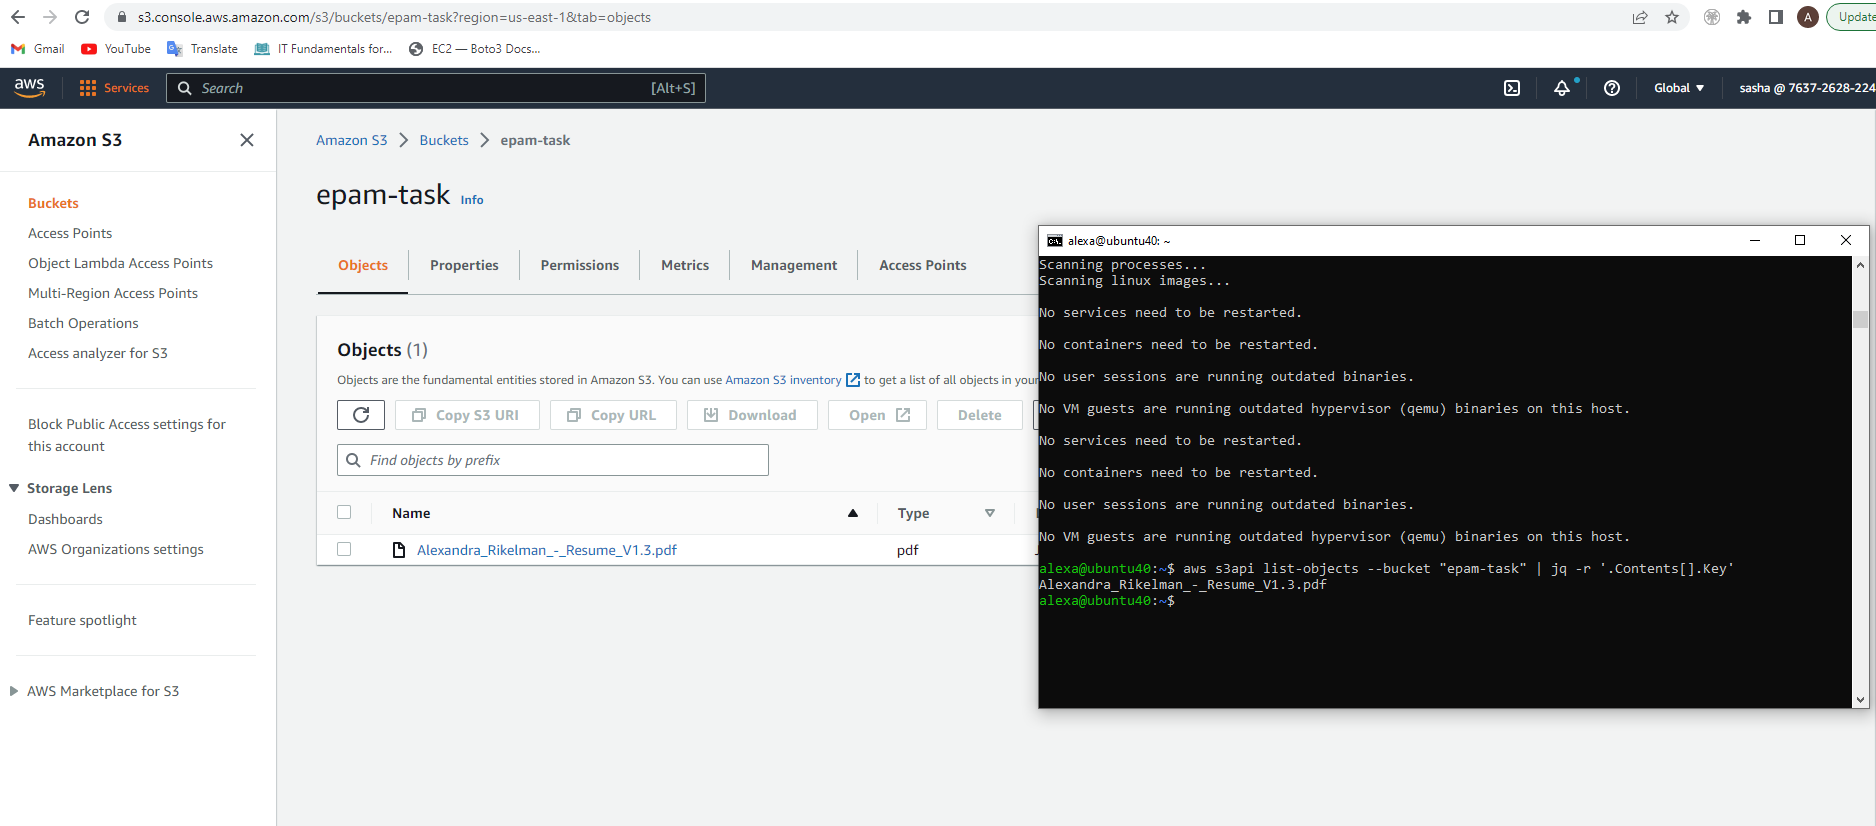 s3.console.aws.amazon.com/s3/buckets/epam-task?region=us-east-1&tab=objects
A
Update
Gmail YouTube Translate IT Fundamentals for... EC2 — Boto3 Docs...
aws Services Search [Alt+S] Global sasha @ 7637-2628-224
Amazon S3
Buckets
Access Points
Object Lambda Access Points
Multi-Region Access Points
Batch Operations
Access analyzer for S3
Block Public Access settings for
this account
Storage Lens
Dashboards
AWS Organizations settings
Feature spotlight
AWS Marketplace for S3
Amazon S3 > Buckets > epam-task
epam-task Info
Objects Properties Permissions Metrics Management Access Points
Objects (1)
Objects are the fundamental entities stored in Amazon S3. You can use Amazon S3 inventory to get a list of all objects in your
Copy S3 URI Copy URL Download Open Delete
Find objects by prefix
Name Type
Alexandra_Rikelman_-_Resume_V1.3.pdf pdf
alexa@ubuntu40: ~
Scanning processes...
Scanning linux images...
No services need to be restarted.
No containers need to be restarted.
No user sessions are running outdated binaries.
No VM guests are running outdated hypervisor (qemu) binaries on this host.
No services need to be restarted.
No containers need to be restarted.
No user sessions are running outdated binaries.
No VM guests are running outdated hypervisor (qemu) binaries on this host.
alexa@ubuntu40:~$ aws s3api list-objects --bucket "epam-task" | jq -r '.Contents[].Key'
Alexandra_Rikelman_-_Resume_V1.3.pdf
alexa@ubuntu40:~$